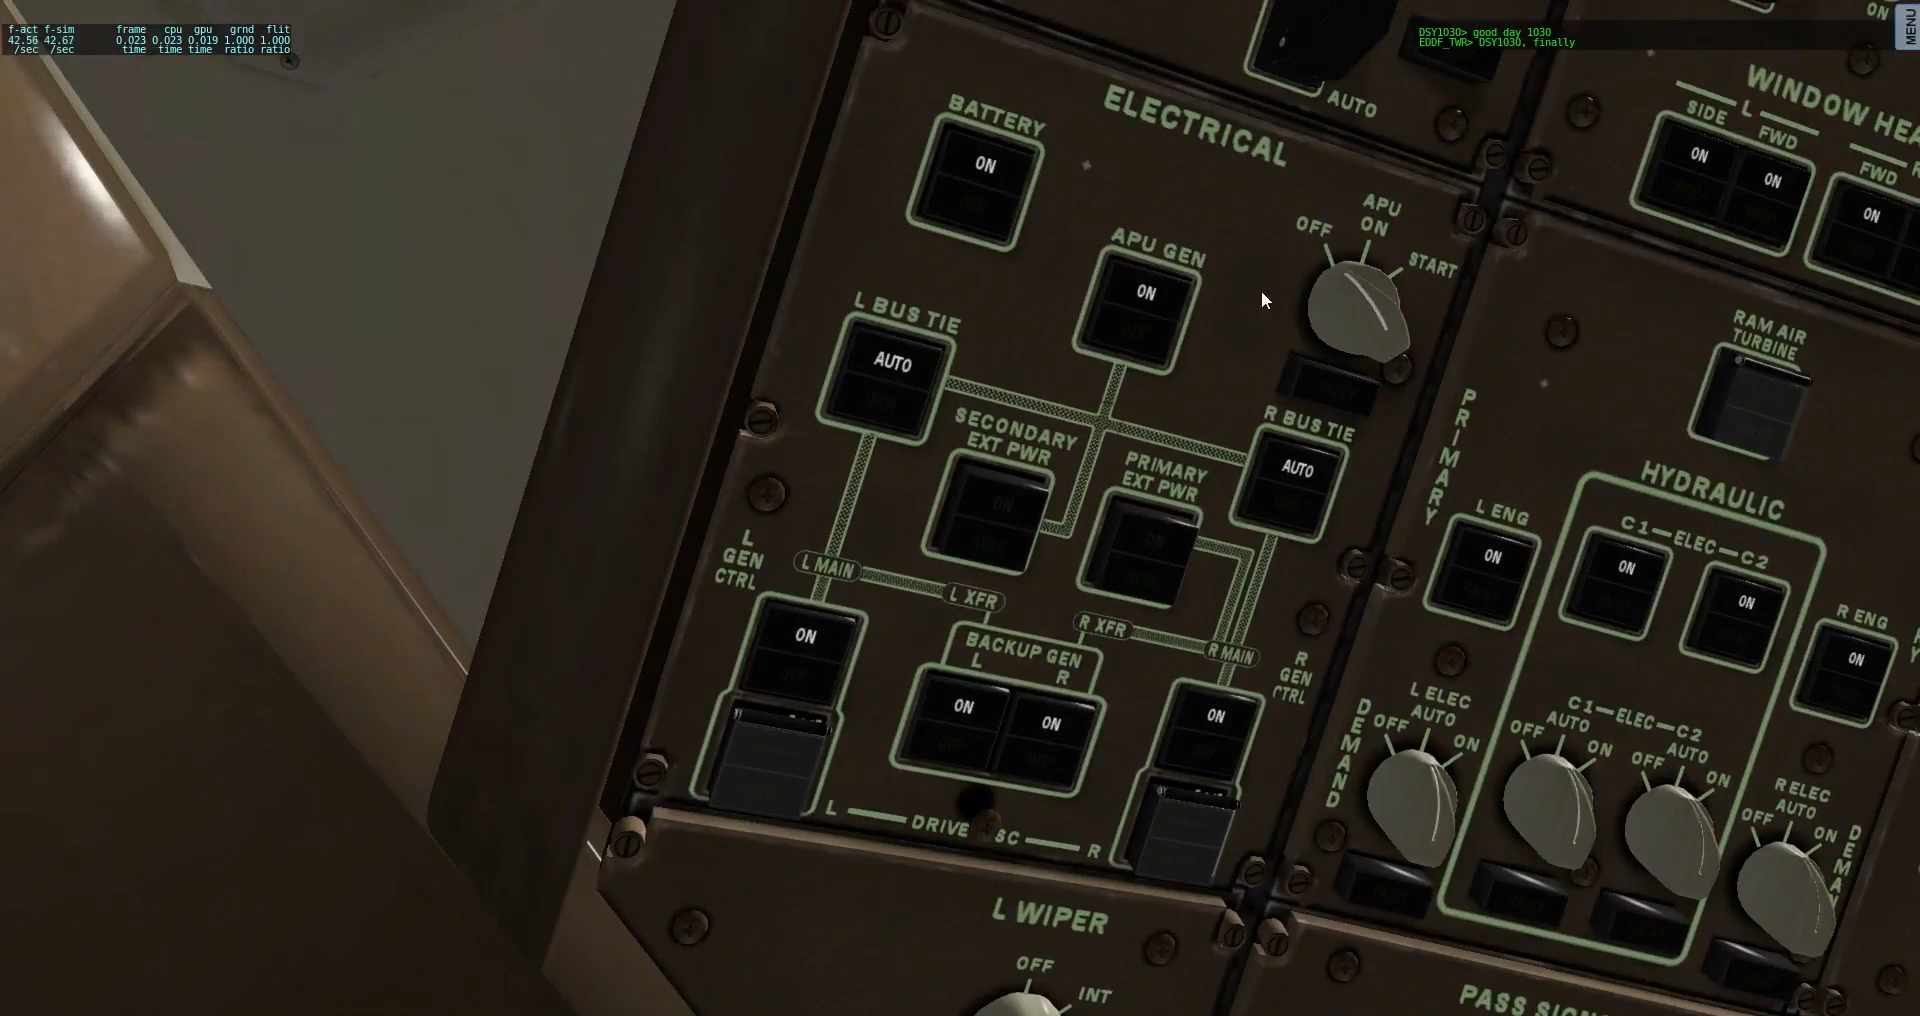 f-act f-sim frame cpu gpu grnd flit
42.56 42.67 0.023 0.023 0.019 1.000 1.000
/sec /sec time time time ratio ratio
DSY1030> good day 1030
EDDF_TWR> DSY1030, finally
MENU
ON
AUTO
ELECTRICAL
BATTERY
ON
APU GEN
ON
APU
OFF
ON
START
L BUS TIE
AUTO
SECONDARY
EXT PWR
PRIMARY
EXT PWR
R BUS TIE
AUTO
L
GEN
CTRL
L MAIN
L XFR
R XFR
R MAIN
R
GEN
CTRL
ON
BACKUP GEN
L
R
ON
ON
ON
L
DRIVE
SC
R
L WIPER
OFF
INT
WINDOW HEA
L
SIDE
FWD
ON
ON
FWD
ON
RAM AIR
TURBINE
HYDRAULIC
PRIMARY
L ENG
ON
C1 ELEC C2
ON
ON
R ENG
ON
DEMAND
L ELEC
OFF
AUTO
ON
C1 ELEC C2
OFF
AUTO
ON
OFF
AUTO
ON
R ELEC
OFF
AUTO
ON
DEMAN
PASS SIGN